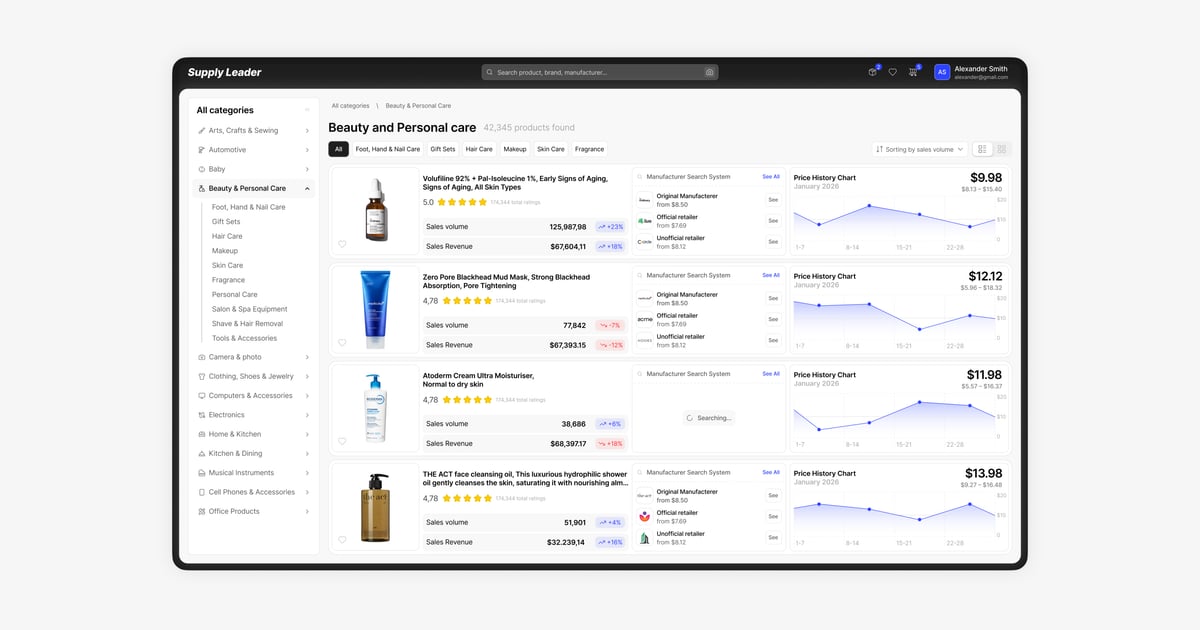 Supply Leader
Search product, brand, manufacturer...
2
5
AS
Alexander Smith
alexander@gmail.com
All categories
Arts, Crafts & Sewing
Automotive
Baby
Beauty & Personal Care
Foot, Hand & Nail Care
Gift Sets
Hair Care
Makeup
Skin Care
Fragrance
Personal Care
Salon & Spa Equipment
Shave & Hair Removal
Tools & Accessories
Camera & photo
Clothing, Shoes & Jewelry
Computers & Accessories
Electronics
Home & Kitchen
Kitchen & Dining
Musical Instruments
Cell Phones & Accessories
Office Products
All categories \ Beauty & Personal Care
Beauty and Personal care 42,345 products found
All Foot, Hand & Nail Care Gift Sets Hair Care Makeup Skin Care Fragrance
Sorting by sales volume
Volufiline 92% + Pal-Isoleucine 1%, Early Signs of Aging,
Signs of Aging, All Skin Types
5.0 174,344 total ratings
Sales volume 125,987,98 +23%
Sales Revenue $67,604,11 +18%
Manufacturer Search System See All
Original Manufacturer
from $8.50 See
Official retailer
from $7.69 See
Unofficial retailer
from $8.12 See
Price History Chart $9.98
January 2026 $8.13 – $15.40
$20
$10
0
1-7 8-14 15-21 22-28
Zero Pore Blackhead Mud Mask, Strong Blackhead
Absorption, Pore Tightening
4,78 174,344 total ratings
Sales volume 77,842 -7%
Sales Revenue $67,393.15 -12%
Manufacturer Search System See All
Original Manufacturer
from $8.50 See
acme
Official retailer
from $7.69 See
Unofficial retailer
from $8.12 See
Price History Chart $12.12
January 2026 $5.96 – $18.32
$20
$10
0
1-7 8-14 15-21 22-28
BIODERMA
Atoderm Cream Ultra Moisturiser,
Normal to dry skin
4,78 174,344 total ratings
Sales volume 38,686 +6%
Sales Revenue $68,397.17 +18%
Manufacturer Search System See All
Searching...
Price History Chart $11.98
January 2026 $5.57 – $16.37
$20
$10
0
1-7 8-14 15-21 22-28
the act
THE ACT face cleansing oil, This luxurious hydrophilic shower
oil gently cleanses the skin, saturating it with nourishing alm...
4,78 174,344 total ratings
Sales volume 51,901 +4%
Sales Revenue $32.239,14 +16%
Manufacturer Search System See All
the act
Original Manufacturer
from $8.50 See
Official retailer
from $7.69 See
Unofficial retailer
from $8.12 See
Price History Chart $13.98
January 2026 $9.27 – $16.48
$20
$10
0
1-7 8-14 15-21 22-28